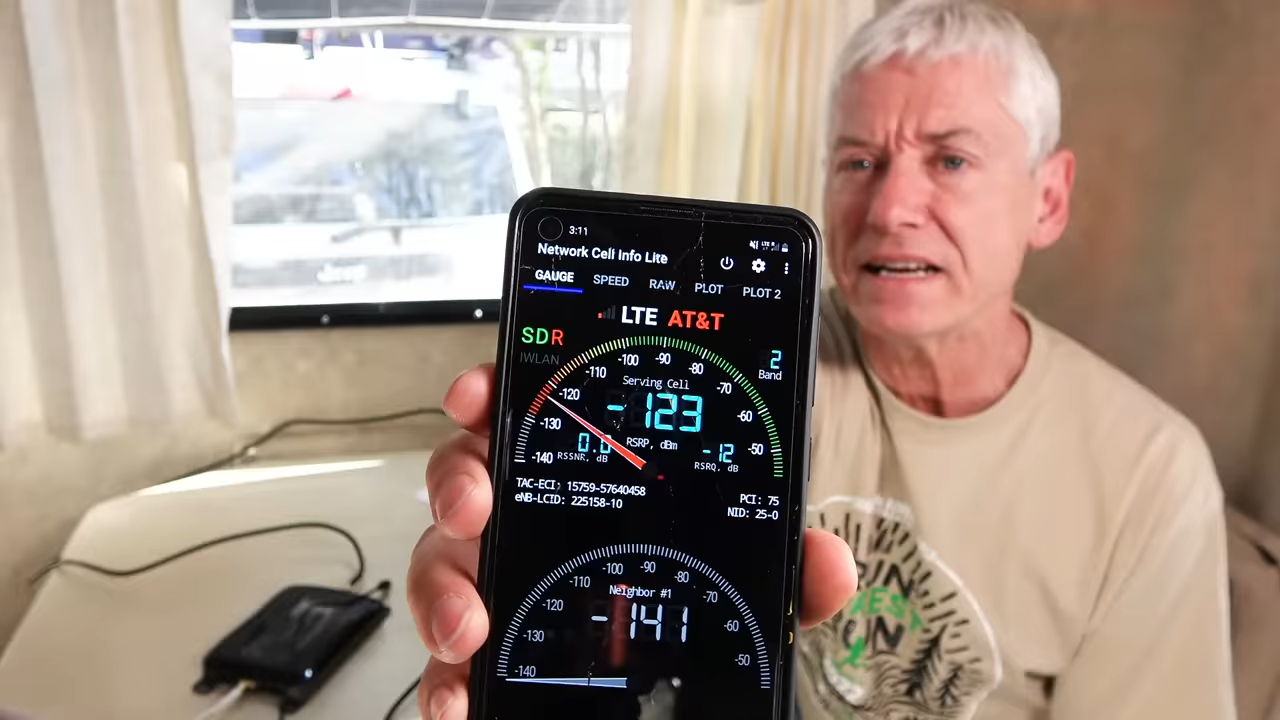 3:11
LTE
Network Cell Info Lite
GAUGE SPEED RAW PLOT PLOT 2
LTE AT&T
SDR
IWLAN
2
Band
-140 -130 -120 -110 -100 -90 -80 -70 -60 -50
Serving Cell
-123
RSRP, dBm
0.0
RSSNR, dB
-12
RSRQ, dB
TAC-ECI: 15759-57640458
eNB-LCID: 225158-10
PCI: 75
NID: 25-0
-140 -130 -120 -110 -100 -90 -80 -70 -60 -50
Neighbor #1
-141
Jeep
RUN